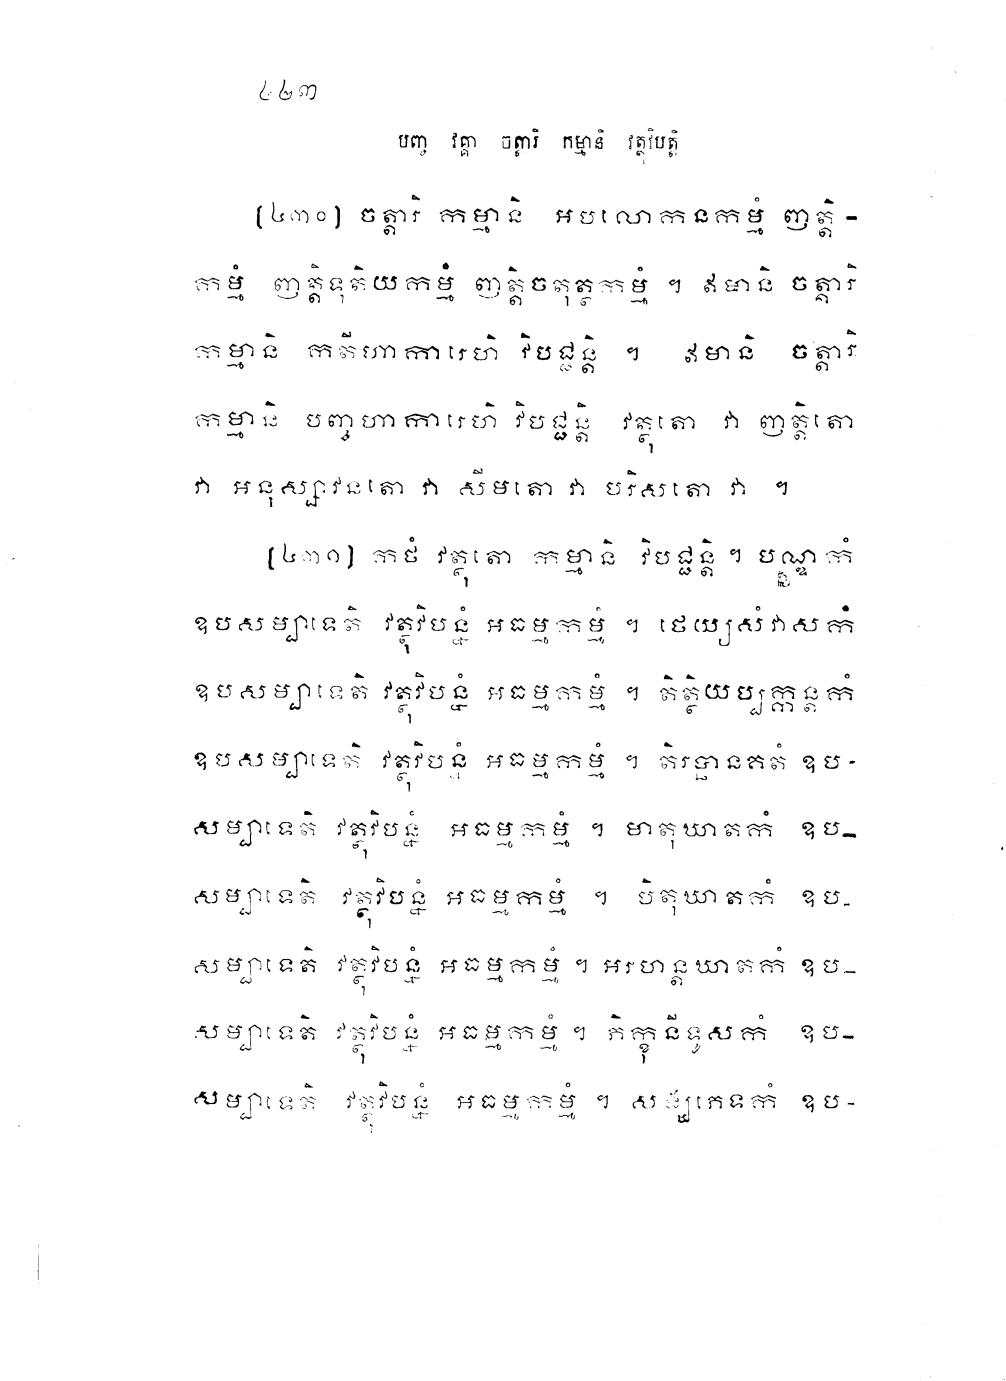 ៤៤៣
បញ្ច វគ្គា ចត្តារិ កម្មានិ វត្ថុវិបត្តិ
(៤៣០) ចត្តារិ កម្មានិ អបលោកនកម្មំ ញត្តិ-
កម្មំ ញត្តិទុតិយកម្មំ ញត្តិចតុត្ថកម្មំ ។ ឥមានិ ចត្តារិ
កម្មានិ កតីហាការេហិ វិបជ្ជន្តិ ។ ឥមានិ ចត្តារិ
កម្មានិ បញ្ចហាការេហិ វិបជ្ជន្តិ វត្ថុតោ វា ញត្តិតោ
វា អនុស្សាវនតោ វា សីមតោ វា បរិសតោ វា ។
(៤៣១) កថំ វត្ថុតោ កម្មានិ វិបជ្ជន្តិ ។ បណ្ឌកំ
ឧបសម្បាទេតិ វត្ថុវិបន្នំ អធម្មកម្មំ ។ ថេយ្យសំវាសកំ
ឧបសម្បាទេតិ វត្ថុវិបន្នំ អធម្មកម្មំ ។ តិត្ថិយប្បក្កន្តកំ
ឧបសម្បាទេតិ វត្ថុវិបន្នំ អធម្មកម្មំ ។ តិរច្ឆានគតំ ឧប-
សម្បាទេតិ វត្ថុវិបន្នំ អធម្មកម្មំ ។ មាតុឃាតកំ ឧប-
សម្បាទេតិ វត្ថុវិបន្នំ អធម្មកម្មំ ។ បិតុឃាតកំ ឧប-
សម្បាទេតិ វត្ថុវិបន្នំ អធម្មកម្មំ ។ អរហន្តឃាតកំ ឧប-
សម្បាទេតិ វត្ថុវិបន្នំ អធម្មកម្មំ ។ ភិក្ខុនីទូសកំ ឧប-
សម្បាទេតិ វត្ថុវិបន្នំ អធម្មកម្មំ ។ សង្ឃភេទកំ ឧប-